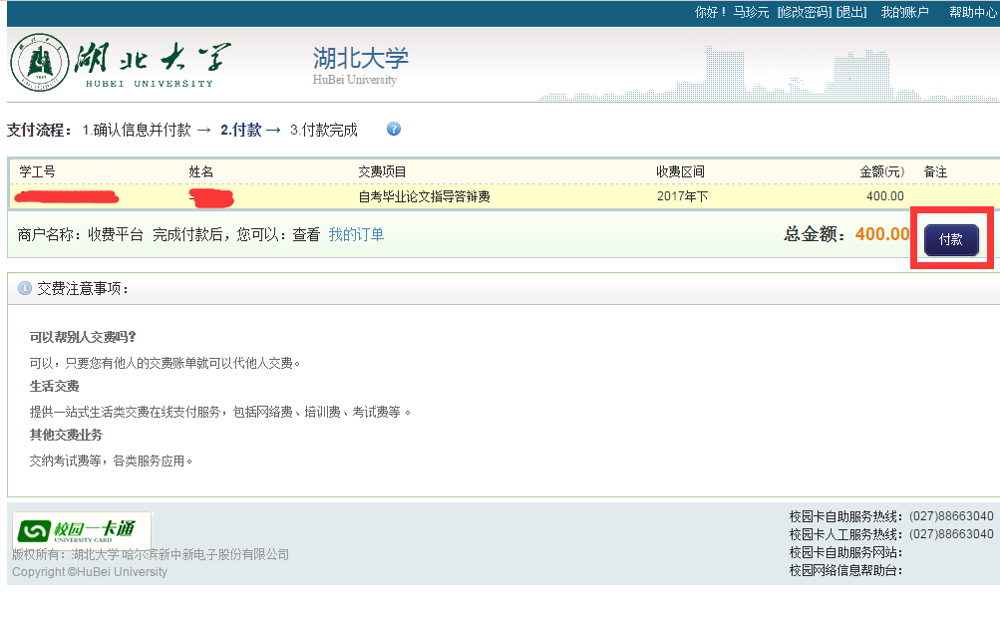 你好！ 马珍元 [修改密码] [退出] 我的账户 帮助中心
湖北大学
HUBEI UNIVERSITY
湖北大学
HuBei University
支付流程： 1.确认信息并付款 → 2.付款 → 3.付款完成 ?
学工号 姓名 交费项目 收费区间 金额(元) 备注
自考毕业论文指导答辩费 2017年下 400.00
商户名称：收费平台 完成付款后，您可以：查看 我的订单 总金额：400.00 付款
交费注意事项：
可以帮别人交费吗?
可以，只要您有他人的交费账单就可以代他人交费。
生活交费
提供一站式生活类交费在线支付服务，包括网络费、培训费、考试费等 。
其他交费业务
交纳考试费等，各类服务应用。
校园一卡通
UNIVERSITY CARD
版权所有：湖北大学 哈尔滨新中新电子股份有限公司
Copyright ©HuBei University
校园卡自助服务热线：(027)88663040
校园卡人工服务热线：(027)88663040
校园卡自助服务网站：
校园网络信息帮助台：